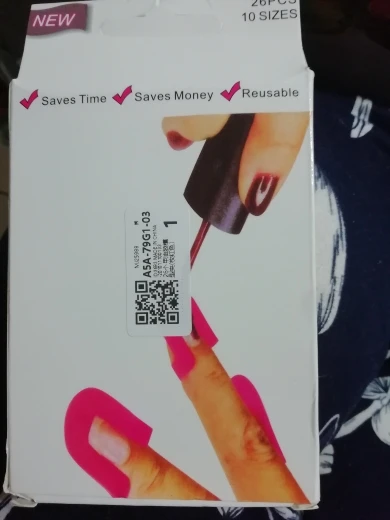 NEW
26PCS
10 SIZES
Saves Time
Saves Money
Reusable
A5A-79G1-03
1